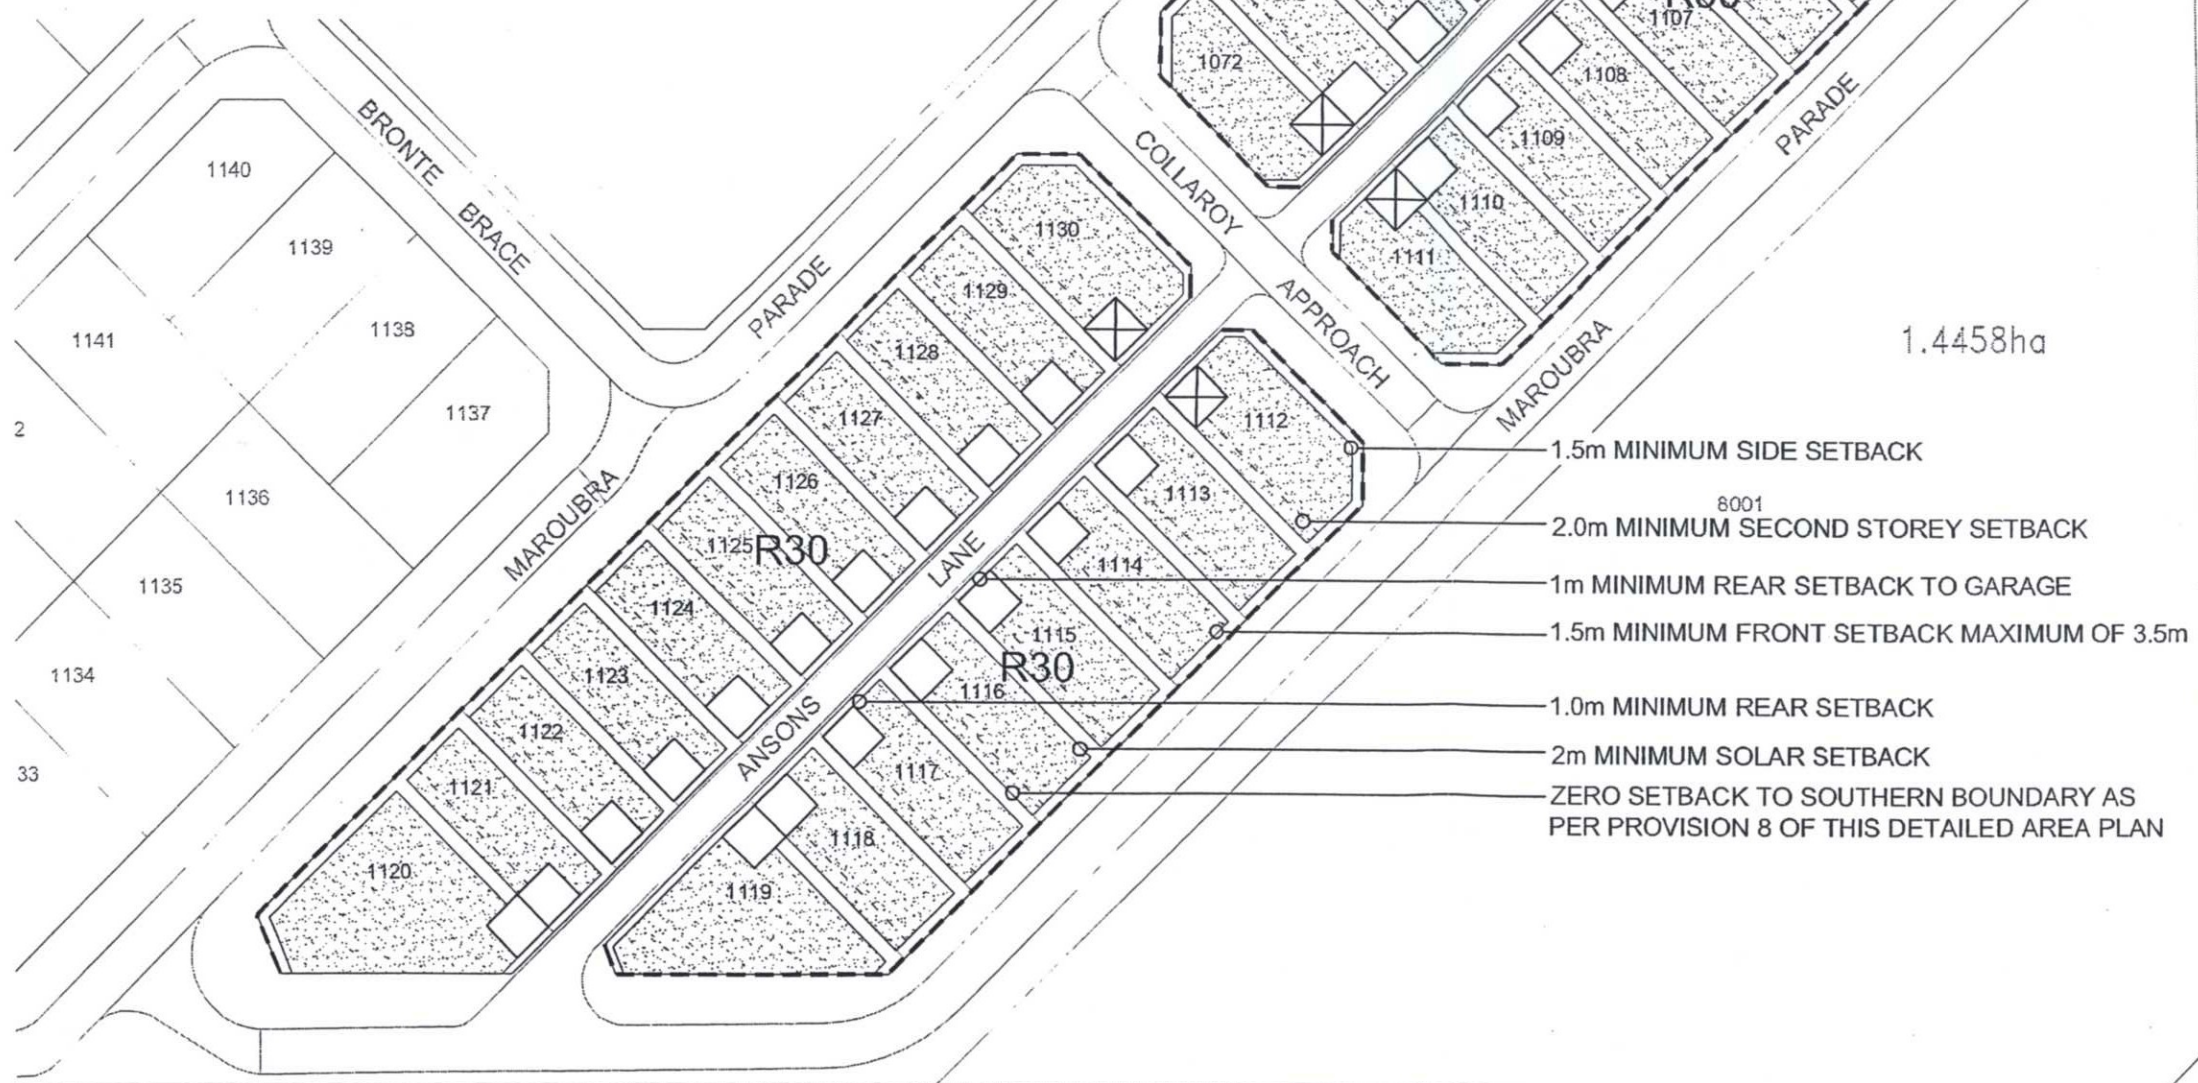 R30
1107
1072
1108
1109
1110
1111
PARADE
COLLAROY
APPROACH
MAROUBRA
BRONTE
BRACE
1140
1139
1138
1137
1141
2
1136
1135
1134
33
PARADE
MAROUBRA
1130
1129
1128
1127
1126
1125
R30
1124
1123
1122
1121
1120
ANSONS
LANE
1112
1113
1114
1115
R30
1116
1117
1118
1119
1.4458ha
1.5m MINIMUM SIDE SETBACK
8001
2.0m MINIMUM SECOND STOREY SETBACK
1m MINIMUM REAR SETBACK TO GARAGE
1.5m MINIMUM FRONT SETBACK MAXIMUM OF 3.5m
1.0m MINIMUM REAR SETBACK
2m MINIMUM SOLAR SETBACK
ZERO SETBACK TO SOUTHERN BOUNDARY AS
PER PROVISION 8 OF THIS DETAILED AREA PLAN